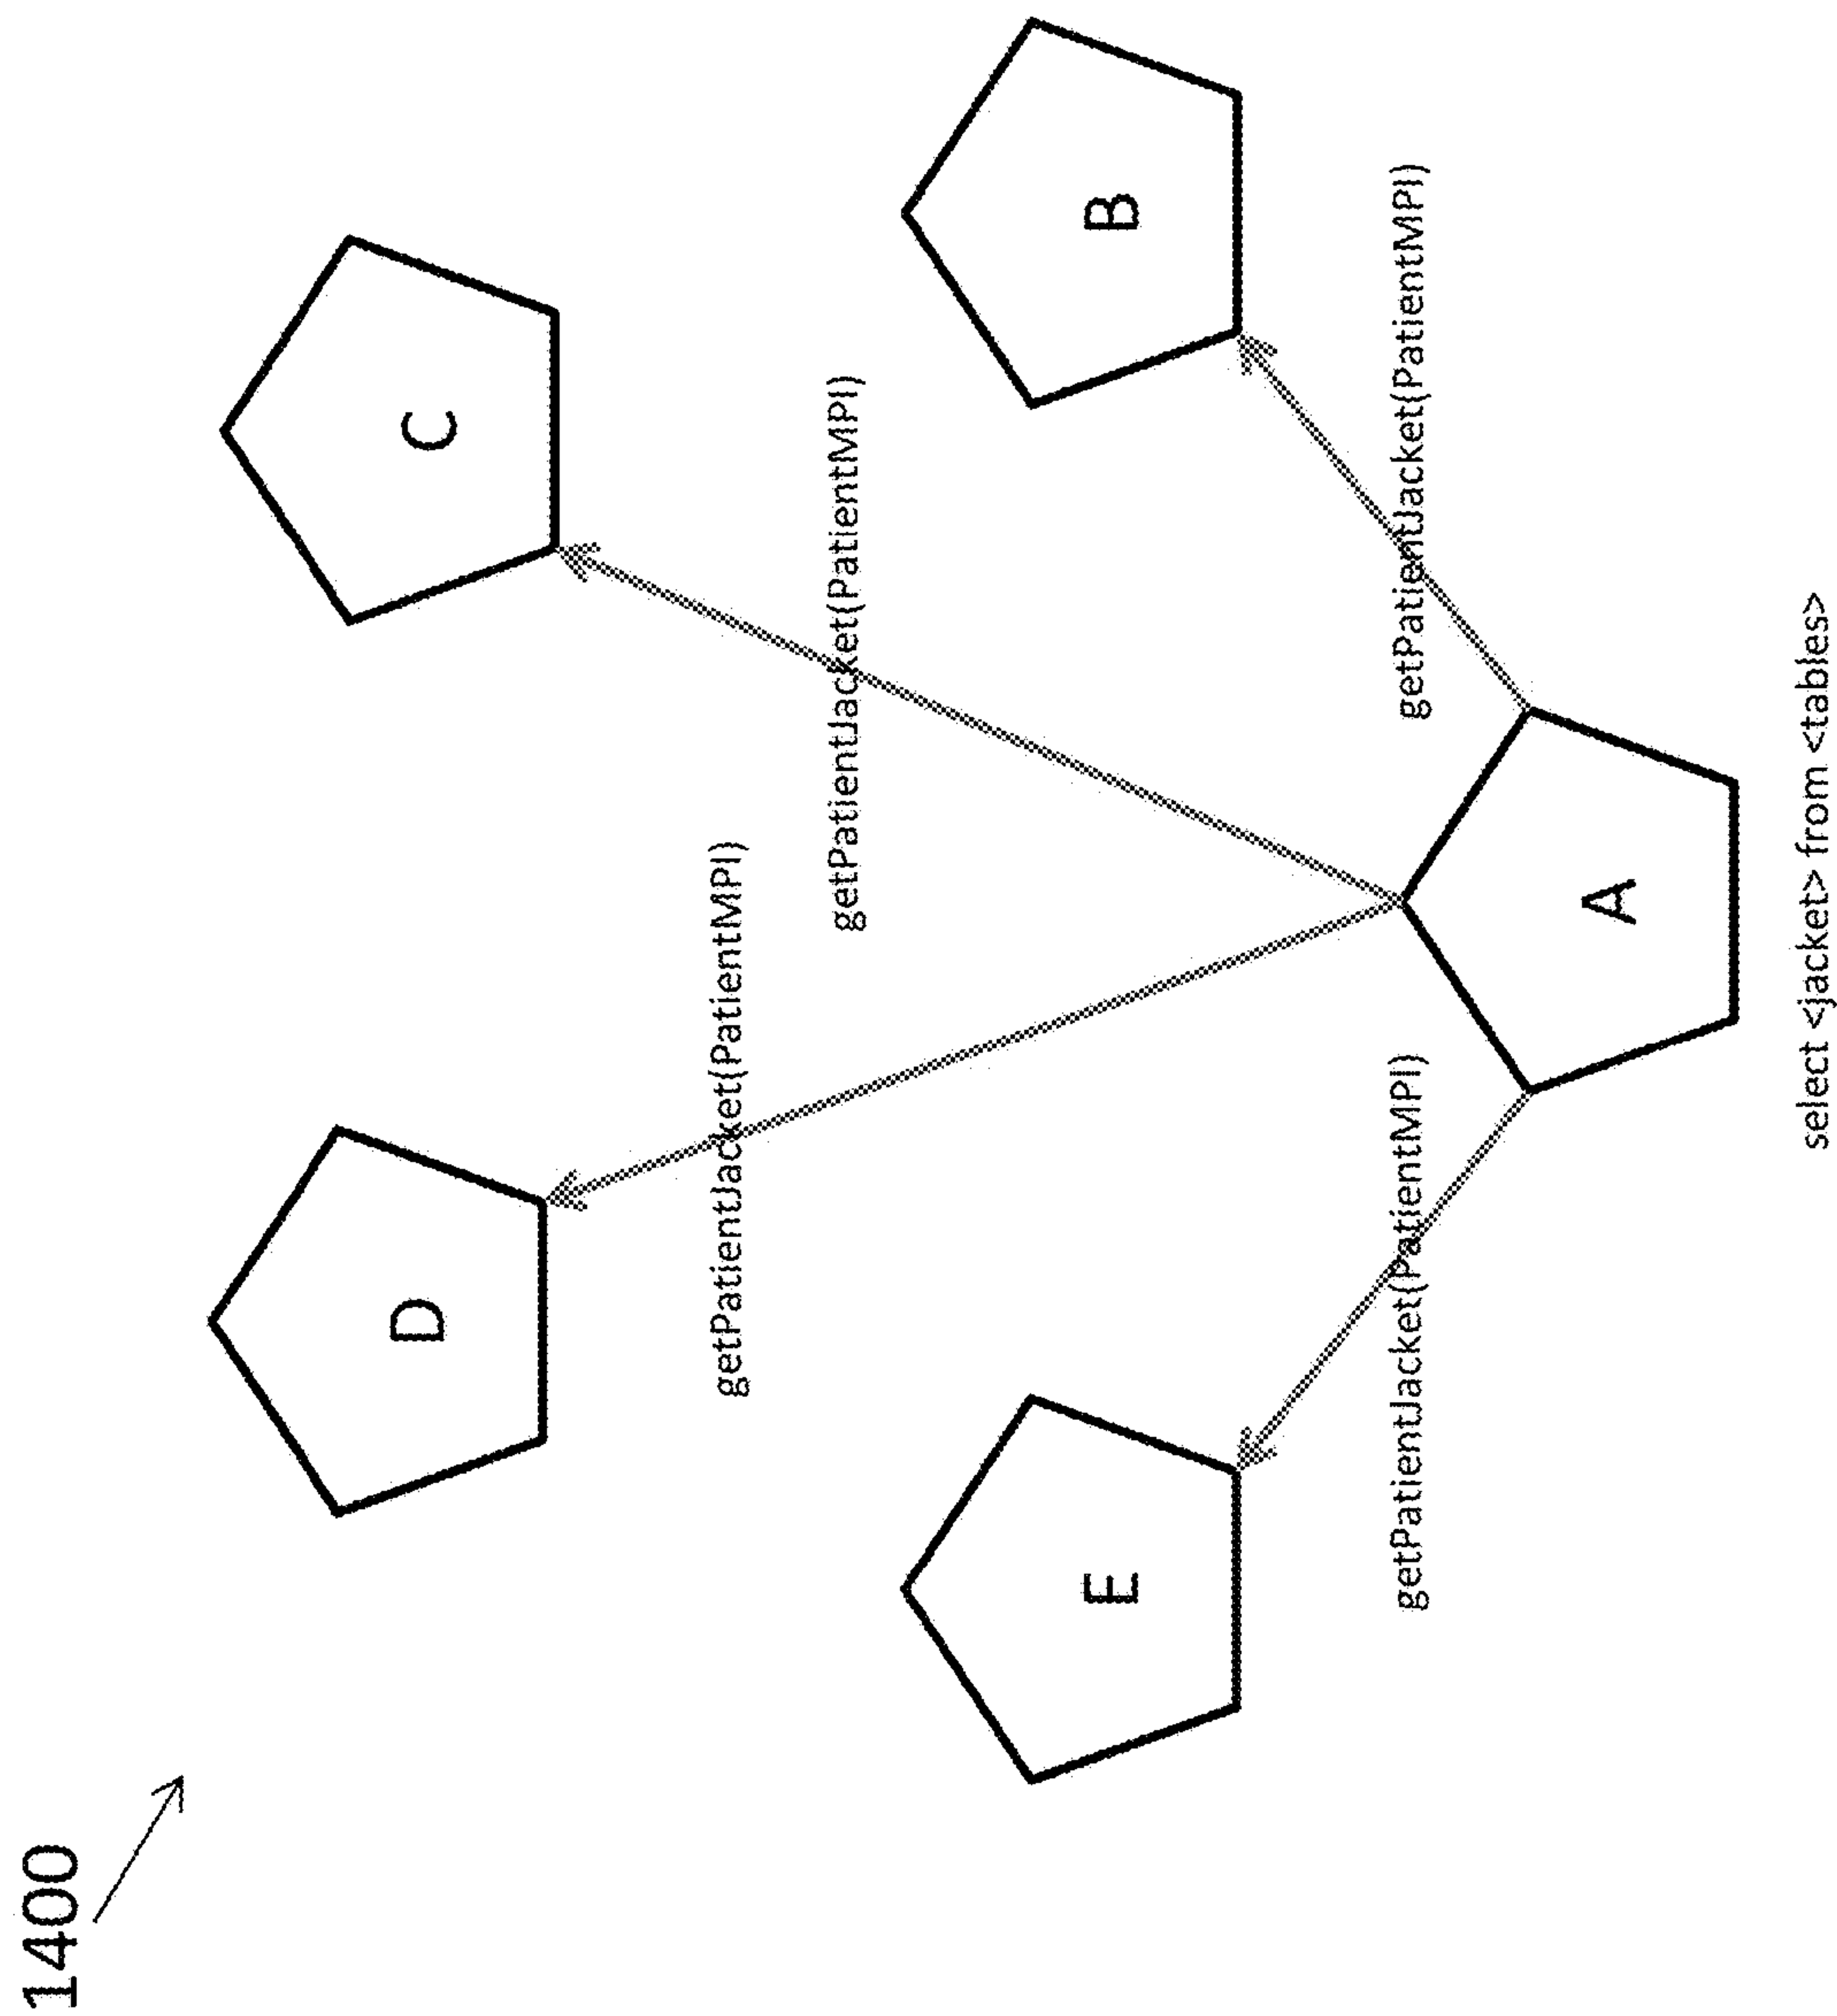 1400
D
C
getPatientJacket(PatientMPI)
getPatientJacket(PatientMPI)
E
B
getPatientJacket(PatientMPI)
getPatientJacket(PatientMPI)
A
select <jacket> from <tables>